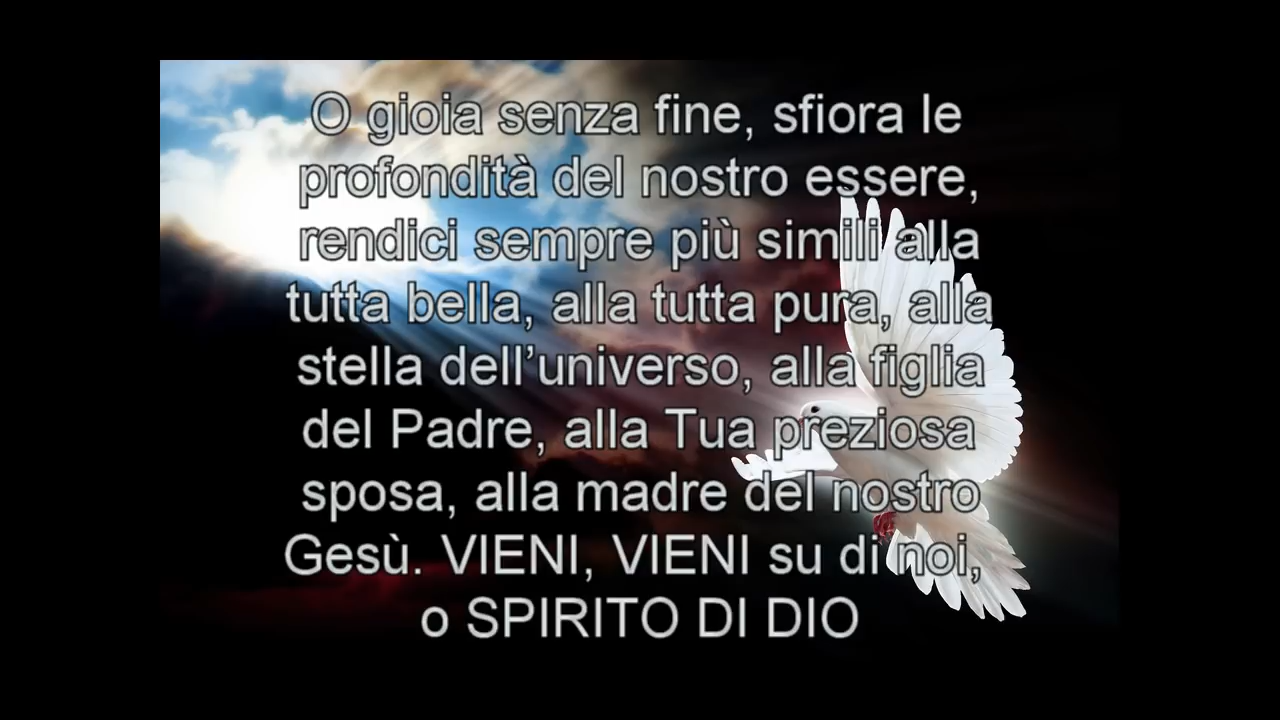 O gioia senza fine, sfiora le
profondità del nostro essere,
rendici sempre più simili alla
tutta bella, alla tutta pura, alla
stella dell’universo, alla figlia
del Padre, alla Tua preziosa
sposa, alla madre del nostro
Gesù. VIENI, VIENI su di noi,
o SPIRITO DI DIO